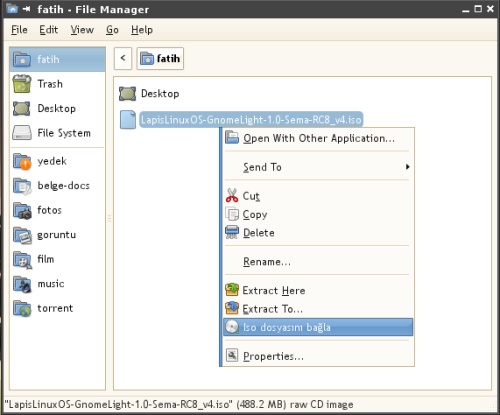 fatih - File Manager
File Edit View Go Help
fatih
Trash
Desktop
File System
yedek
belge-docs
fotos
goruntu
film
music
torrent
< fatih
Desktop
LapisLinuxOS-GnomeLight-1.0-Sema-RC8_v4.iso
Open With Other Application...
Send To
Cut
Copy
Delete
Rename...
Extract Here
Extract To...
Iso dosyasını bağla
Properties...
"LapisLinuxOS-GnomeLight-1.0-Sema-RC8_v4.iso" (488.2 MB) raw CD image